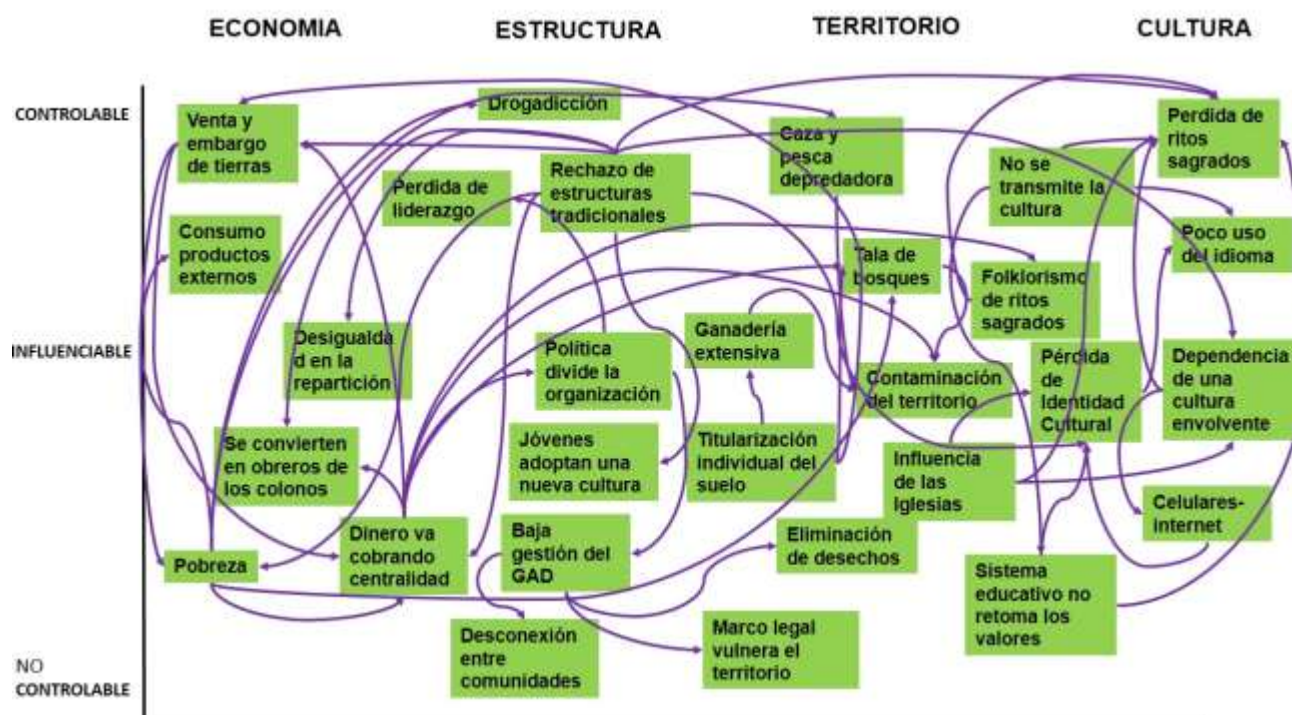 ECONOMIA
ESTRUCTURA
TERRITORIO
CULTURA
CONTROLABLE
INFLUENCIABLE
NO
CONTROLABLE
Venta y
embargo
de tierras
Consumo
productos
externos
Desigualda
d en la
repartición
Se convierten
en obreros de
los colonos
Pobreza
Dinero va
cobrando
centralidad
Drogadicción
Perdida de
liderazgo
Rechazo de
estructuras
tradicionales
Política
divide la
organización
Jóvenes
adoptan una
nueva cultura
Baja
gestión del
GAD
Desconexión
entre
comunidades
Caza y
pesca
depredadora
Tala de
bosques
Ganadería
extensiva
Contaminación
del territorio
Titularización
individual del
suelo
Influencia
de las
Iglesias
Eliminación
de desechos
Marco legal
vulnera el
territorio
No se
transmite la
cultura
Perdida de
ritos
sagrados
Poco uso
del idioma
Folklorismo
de ritos
sagrados
Pérdida
de
Identidad
Cultural
Dependencia
de una
cultura
envolvente
Celulares-
internet
Sistema
educativo no
retoma los
valores